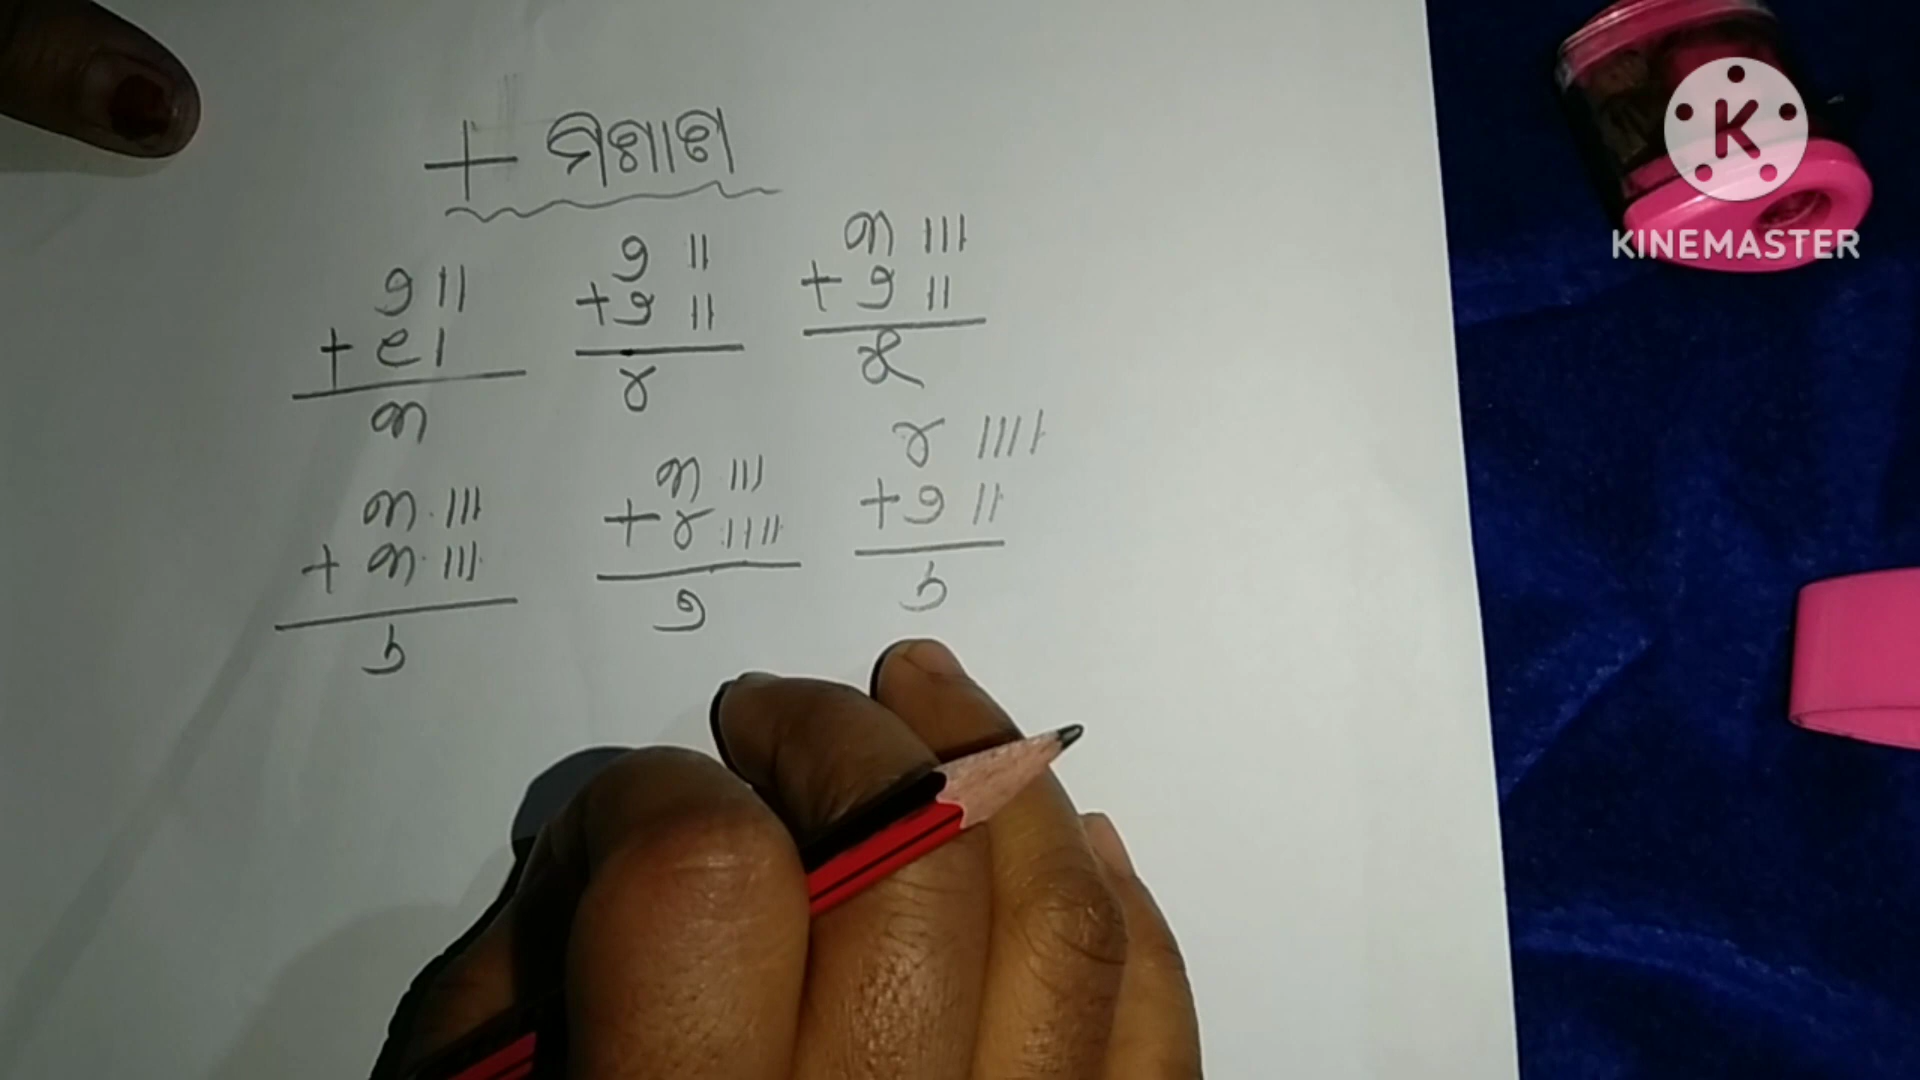 + ମିଶାଣ
୨ ||
+ ୧ |
୩
୨ ||
+ ୨ ||
୪
୩ |||
+ ୨ ||
୫
୩ |||
+ ୩ |||
୬
୩ |||
+ ୪ ||||
୭
୪ ||||
+ ୨ ||
୬
K
KINEMASTER